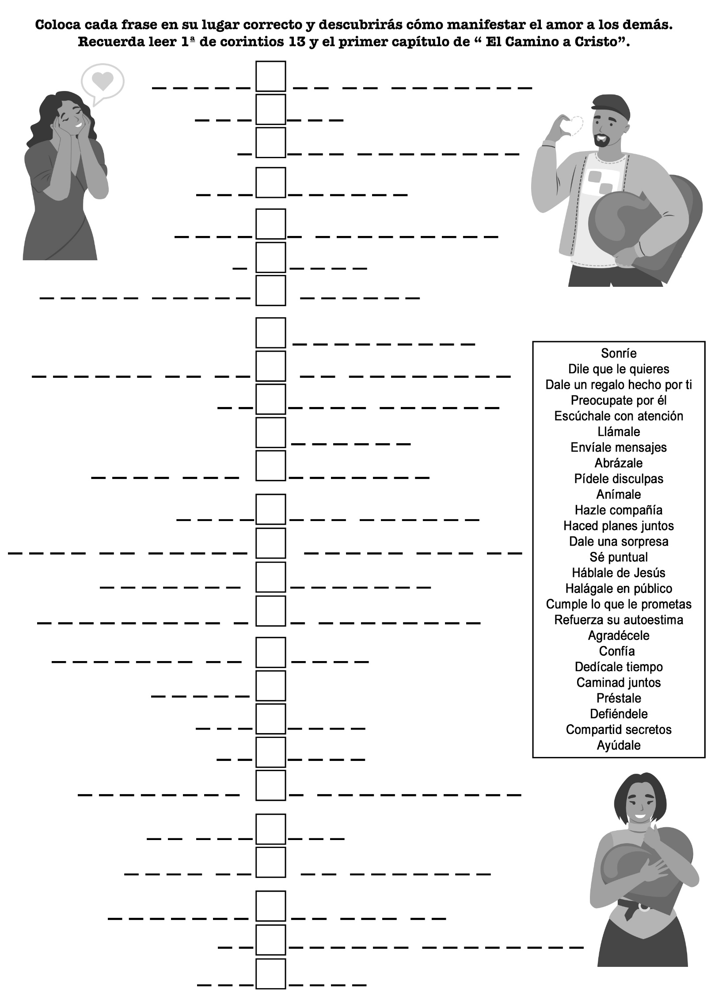 Coloca cada frase en su lugar correcto y descubrirás cómo manifestar el amor a los demás.
Recuerda leer 1ª de corintios 13 y el primer capítulo de “ El Camino a Cristo”.
Sonríe
Dile que le quieres
Dale un regalo hecho por ti
Preocupate por él
Escúchale con atención
Llámale
Envíale mensajes
Abrázale
Pídele disculpas
Anímale
Hazle compañía
Haced planes juntos
Dale una sorpresa
Sé puntual
Háblale de Jesús
Halágale en público
Cumple lo que le prometas
Refuerza su autoestima
Agradécele
Confía
Dedícale tiempo
Caminad juntos
Préstale
Defiéndele
Compartid secretos
Ayúdale